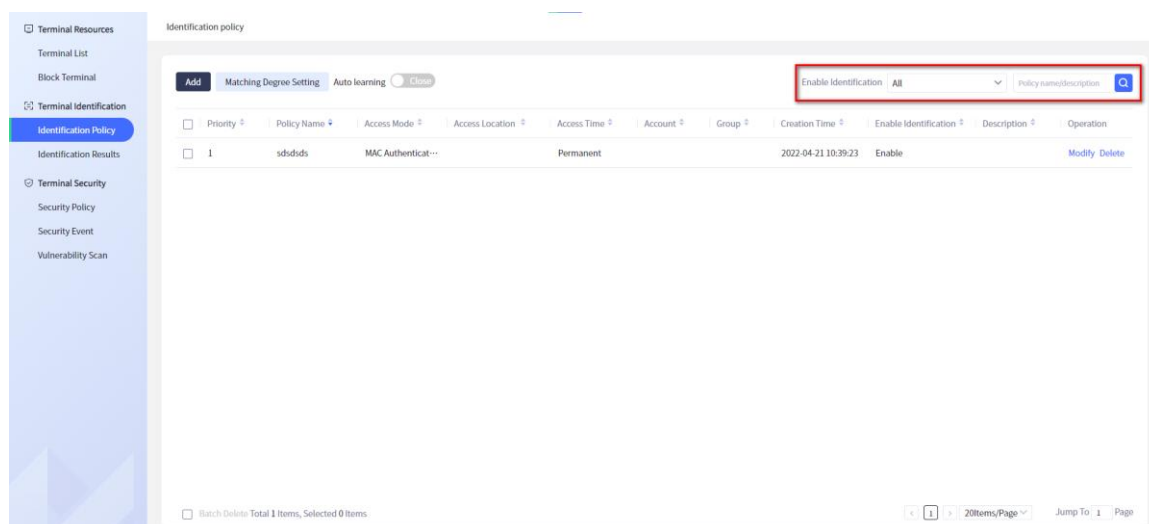 Terminal Resources
Terminal List
Block Terminal
Terminal Identification
Identification Policy
Identification Results
Terminal Security
Security Policy
Security Event
Vulnerability Scan
Identification policy
Add Matching Degree Setting Auto learning Close Enable Identification All Policy name/description
Priority Policy Name Access Mode Access Location Access Time Account Group Creation Time Enable Identification Description Operation
1 sdsdsds MAC Authenticat··· Permanent 2022-04-21 10:39:23 Enable Modify Delete
Batch Delete Total 1 Items, Selected 0 Items 1 20Items/Page Jump To 1 Page